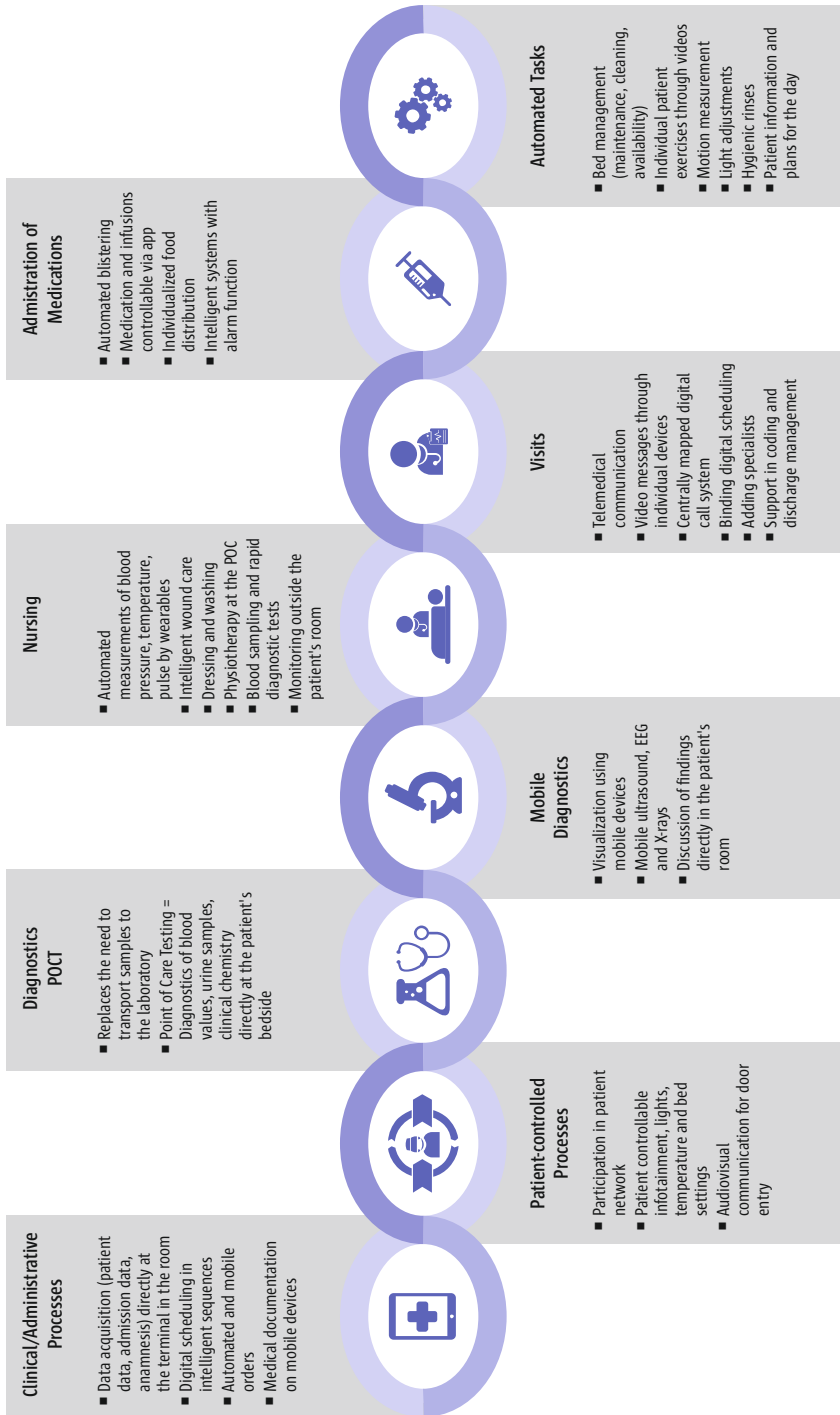 Clinical/Administrative
Processes
■ Data acquisition (patient
data, admission data,
anamnesis) directly at
the terminal in the room
■ Digital scheduling in
intelligent sequences
■ Automated and mobile
orders
■ Medical documentation
on mobile devices
Patient-controlled
Processes
■ Participation in patient
network
■ Patient controllable
infotainment, lights,
temperature and bed
settings
■ Audiovisual
communication for door
entry
Diagnostics
POCT
■ Replaces the need to
transport samples to
the laboratory
■ Point of Care Testing =
Diagnostics of blood
values, urine samples,
clinical chemistry
directly at the patient's
bedside
Mobile
Diagnostics
■ Visualization using
mobile devices
■ Mobile ultrasound, EEG
and X-rays
■ Discussion of findings
directly in the patient's
room
Nursing
■ Automated
measurements of blood
pressure, temperature,
pulse by wearables
■ Intelligent wound care
■ Dressing and washing
■ Physiotherapy at the POC
■ Blood sampling and rapid
diagnostic tests
■ Monitoring outside the
patient's room
Visits
■ Telemedical
communication
■ Video messages through
individual devices
■ Centrally mapped digital
call system
■ Binding digital scheduling
■ Adding specialists
■ Support in coding and
discharge management
Admistration of
Medications
■ Automated blistering
■ Medication and infusions
controllable via app
■ Individualized food
distribution
■ Intelligent systems with
alarm function
Automated Tasks
■ Bed management
(maintenance, cleaning,
availability)
■ Individual patient
exercises through videos
■ Motion measurement
■ Light adjustments
■ Hygienic rinses
■ Patient information and
plans for the day